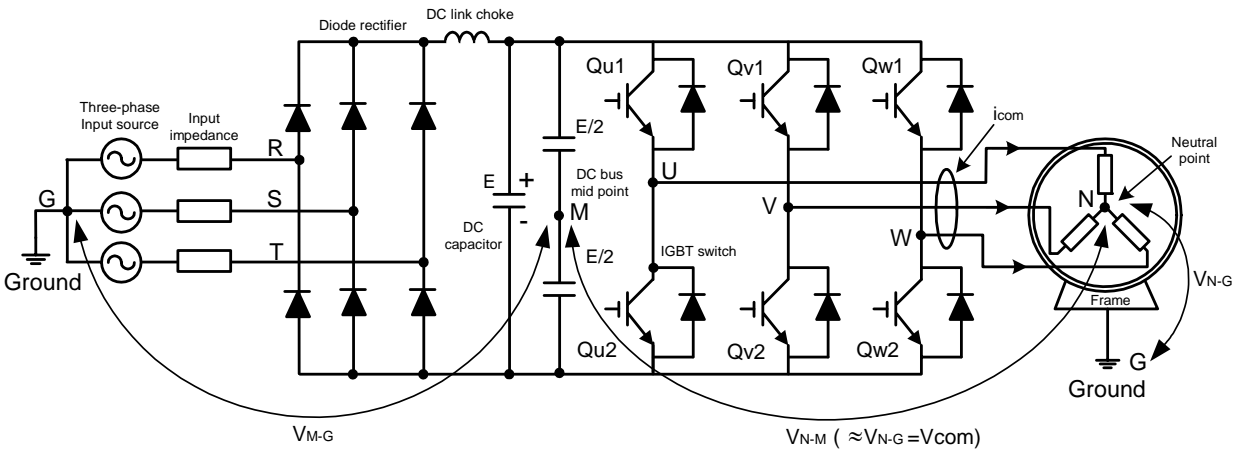 DC link choke
Diode rectifier
Qu1
Qv1
Qw1
Three-phase
Input source
Input
impedance
icom
Neutral
point
E/2
R
DC bus
mid point
U
G
S
E
+
M
V
N
-
DC
capacitor
W
T
E/2
IGBT switch
Ground
VN-G
Frame
Qu2
Qv2
Qw2
G
Ground
VM-G
VN-M ( ≈VN-G =Vcom)